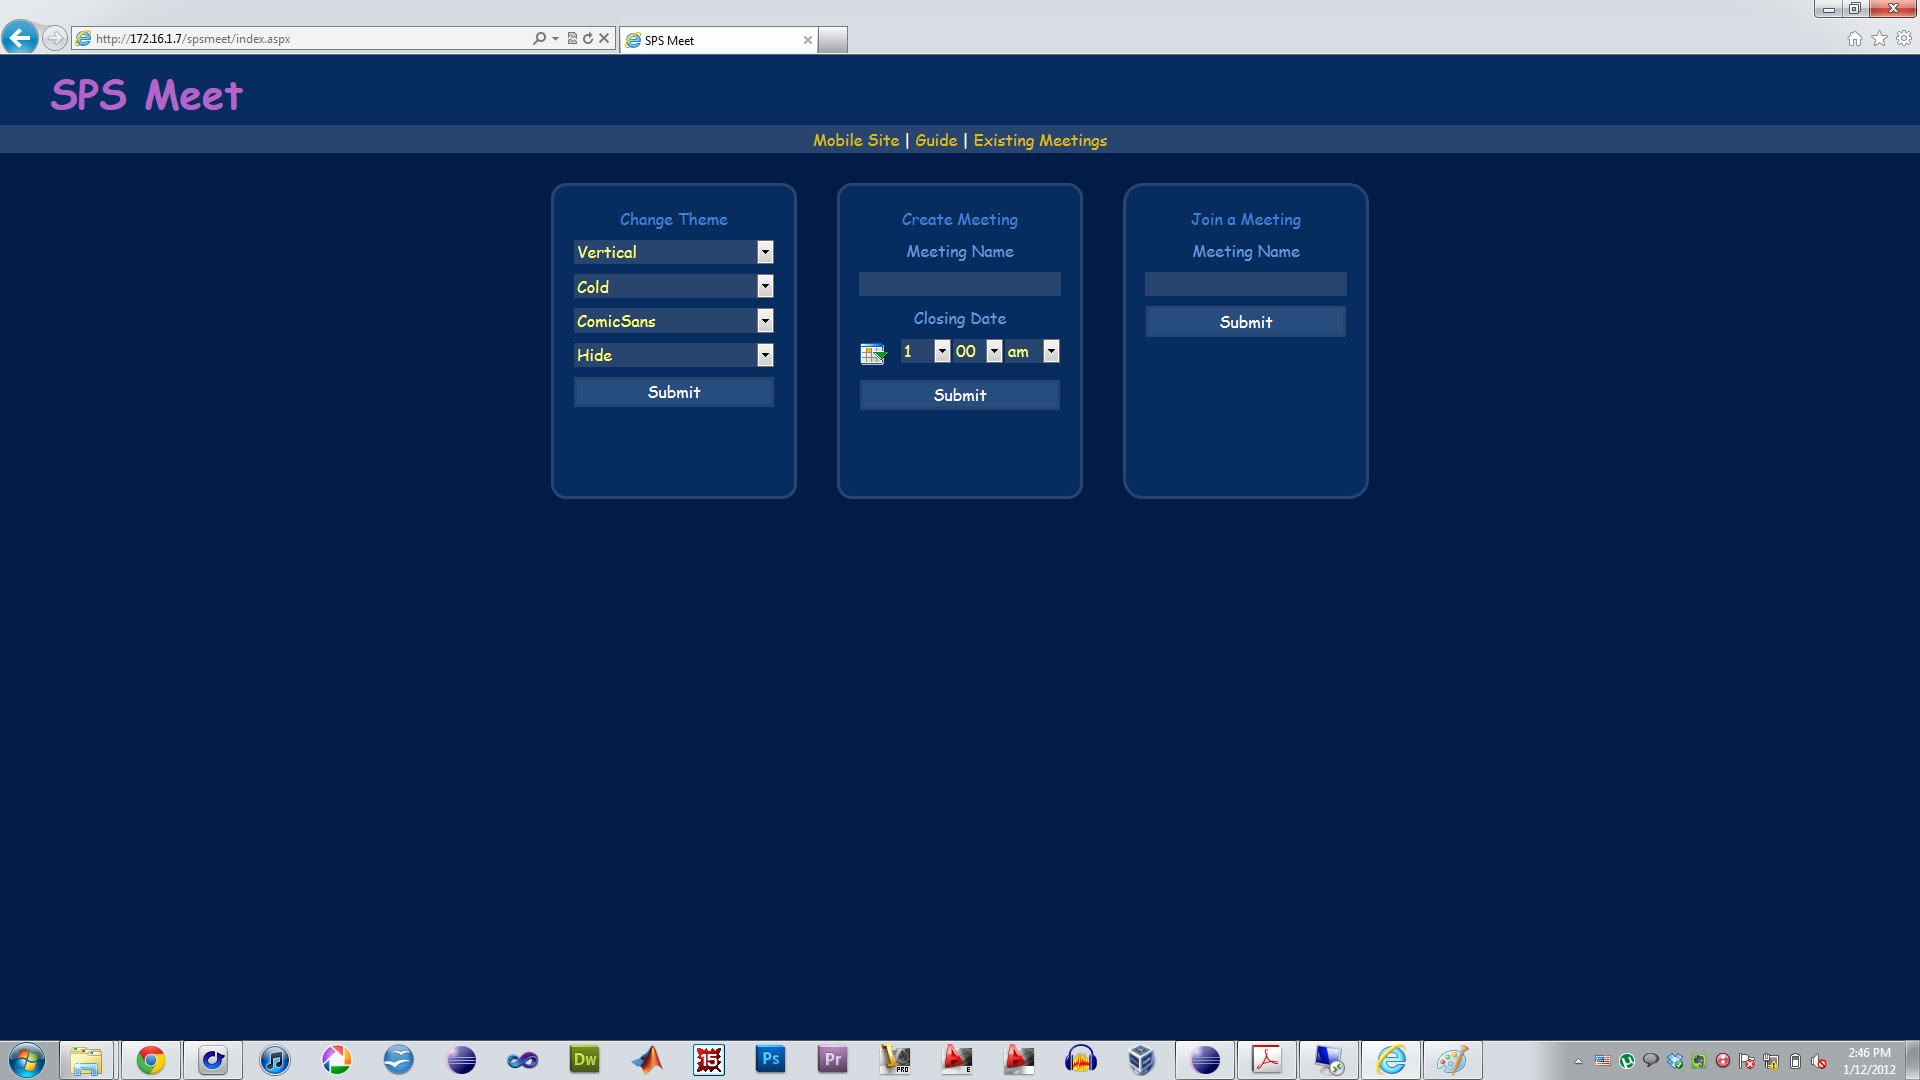 http://172.16.1.7/spsmeet/index.aspx
SPS Meet
SPS Meet
Mobile Site | Guide | Existing Meetings
Change Theme
Vertical
Cold
ComicSans
Hide
Submit
Create Meeting
Meeting Name
Closing Date
1 00 am
Submit
Join a Meeting
Meeting Name
Submit
Dw
15
Ps
Pr
PRO
E
2:46 PM
1/12/2012